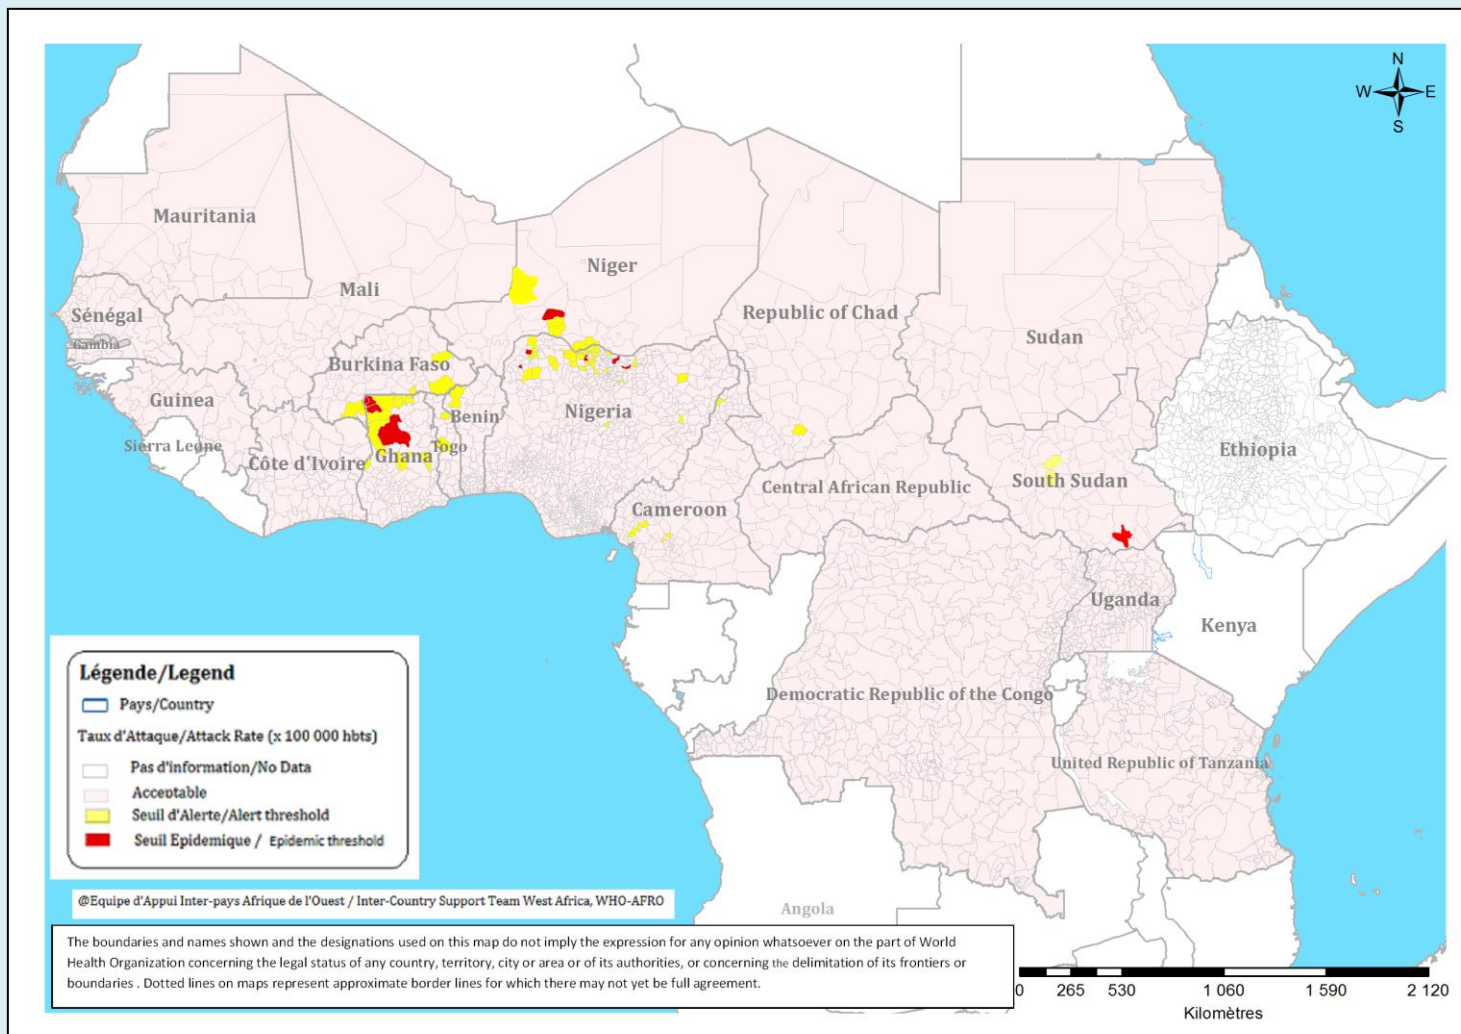 N
W E
S
Mauritania
Niger
Mali
Republic of Chad
Sénégal
Sudan
Gambia
Burkina Faso
Guinea
Nigeria
Benin
Sierra Leone
Togo
Ghana
Côte d'Ivoire
Ethiopia
South Sudan
Central African Republic
Cameroon
Uganda
Kenya
Democratic Republic of the Congo
United Republic of Tanzania
Angola
Légende/Legend
Pays/Country
Taux d'Attaque/Attack Rate (x 100 000 hbts)
Pas d'information/No Data
Acceptable
Seuil d'Alerte/Alert threshold
Seuil Epidemique / Epidemic threshold
@Equipe d'Appui Inter-pays Afrique de l'Ouest / Inter-Country Support Team West Africa, WHO-AFRO
The boundaries and names shown and the designations used on this map do not imply the expression for any opinion whatsoever on the part of World
Health Organization concerning the legal status of any country, territory, city or area or of its authorities, or concerning the delimitation of its frontiers or
boundaries . Dotted lines on maps represent approximate border lines for which there may not yet be full agreement.
0 265 530 1 060 1 590 2 120
Kilomètres